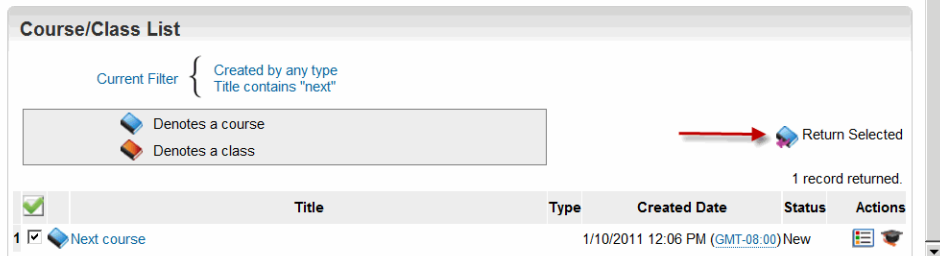 Course/Class List
Current Filter
Created by any type
Title contains "next"
Denotes a course
Denotes a class
Return Selected
1 record returned.
Title Type Created Date Status Actions
1 Next course 1/10/2011 12:06 PM (GMT-08:00) New